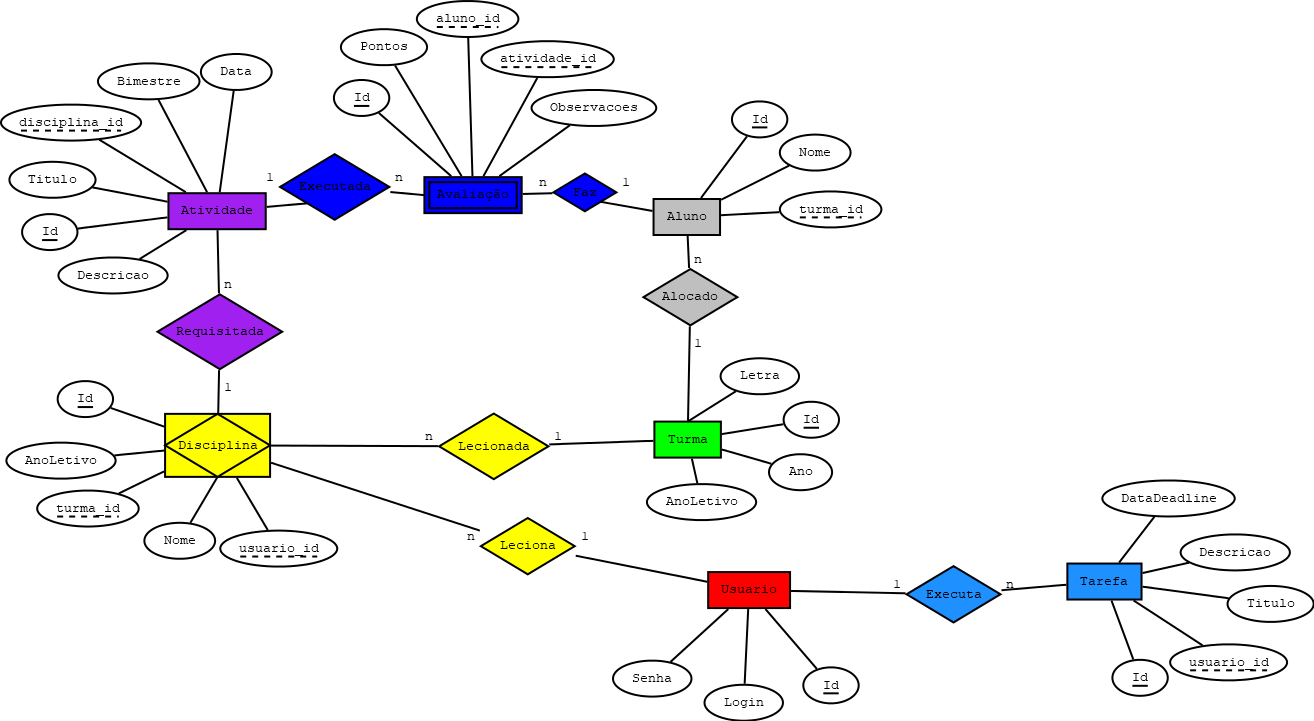 aluno_id
Pontos
atividade_id
Data
Bimestre
Id
Observacoes
disciplina_id
Id
Nome
Titulo
1
Executada
n
Avaliação
n
Faz
1
Atividade
Aluno
turma_id
Id
Descricao
n
n
Alocado
Requisitada
1
1
Letra
Id
Id
AnoLetivo
Disciplina
n
Lecionada
1
Turma
Ano
turma_id
AnoLetivo
DataDeadline
Nome
usuario_id
n
Leciona
1
Descricao
Usuario
1
Executa
n
Tarefa
Titulo
usuario_id
Senha
Login
Id
Id